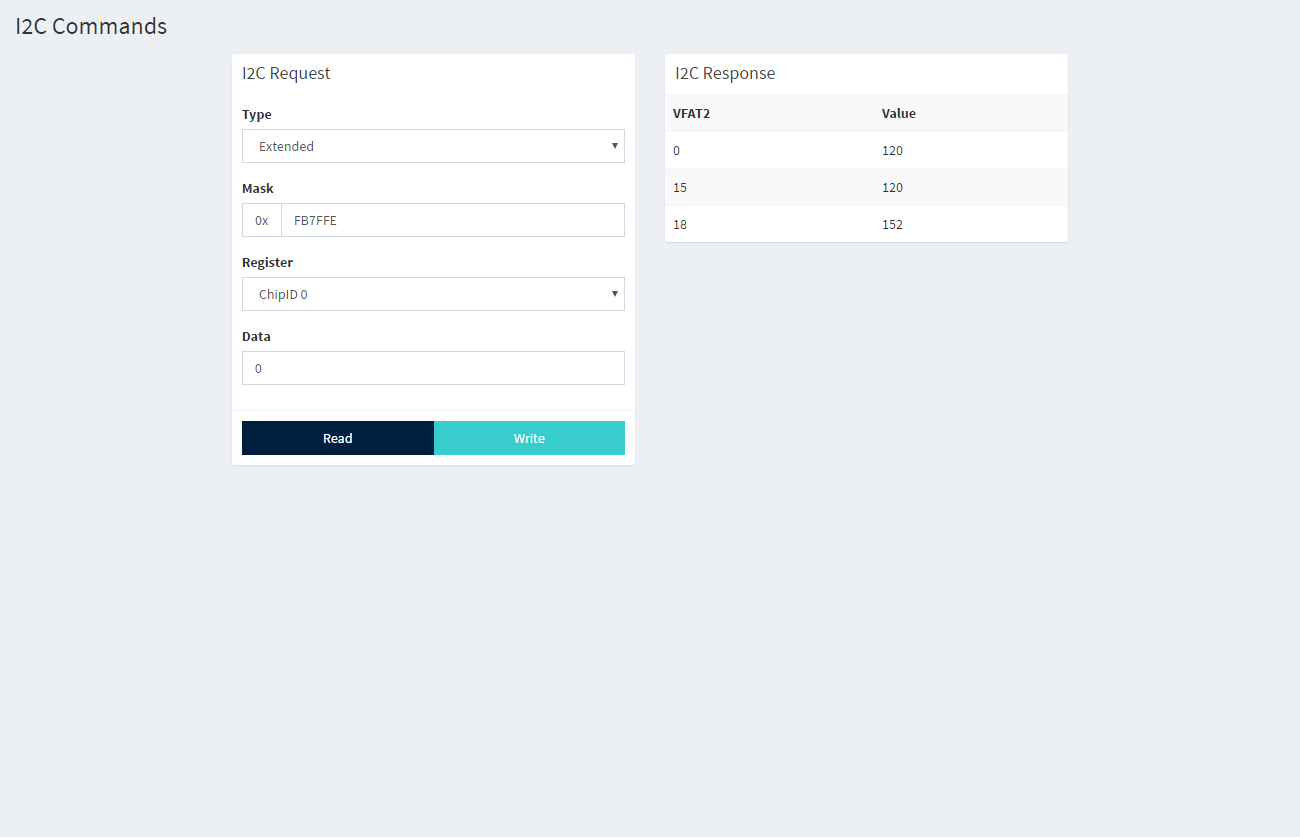 I2C Commands
I2C Request
Type
Extended
Mask
0x FB7FFE
Register
ChipID 0
Data
0
Read Write
I2C Response
VFAT2 Value
0 120
15 120
18 152